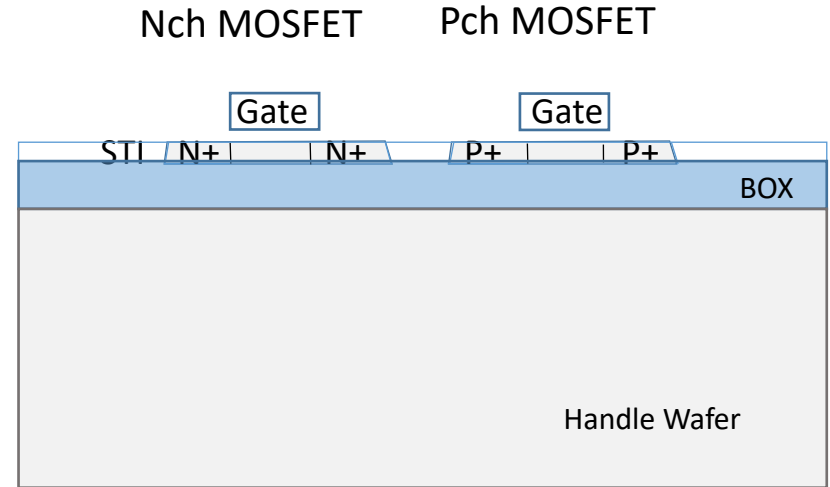 Nch MOSFET Pch MOSFET
Gate Gate
STI N+ N+ P+ P+
BOX
Handle Wafer